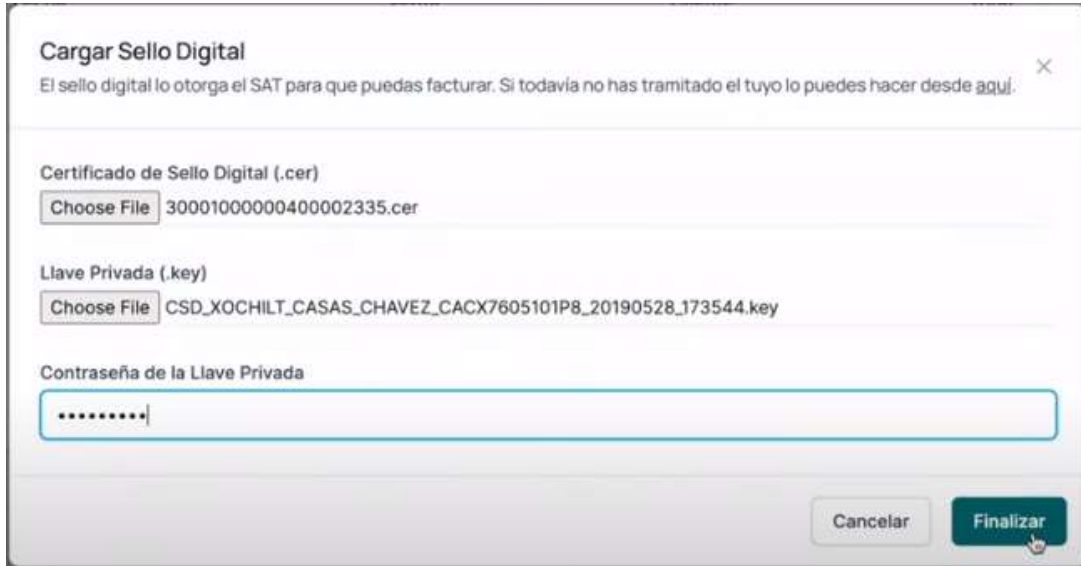 Cargar Sello Digital
El sello digital lo otorga el SAT para que puedas facturar. Si todavía no has tramitado el tuyo lo puedes hacer desde aquí.
Certificado de Sello Digital (.cer)
Choose File 30001000000400002335.cer
Llave Privada (.key)
Choose File CSD_XOCHILT_CASAS_CHAVEZ_CACX7605101P8_20190528_173544.key
Contraseña de la Llave Privada
•••••••••
Cancelar
Finalizar